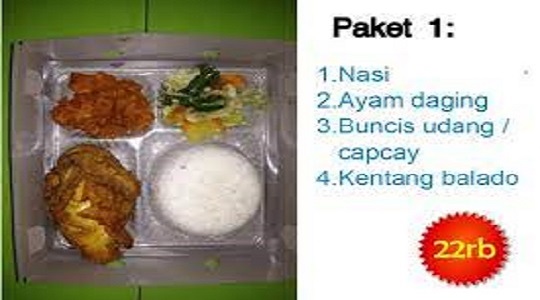 Paket 1:
1.Nasi
2.Ayam daging
3.Buncis udang /
capcay
4.Kentang balado
22rb